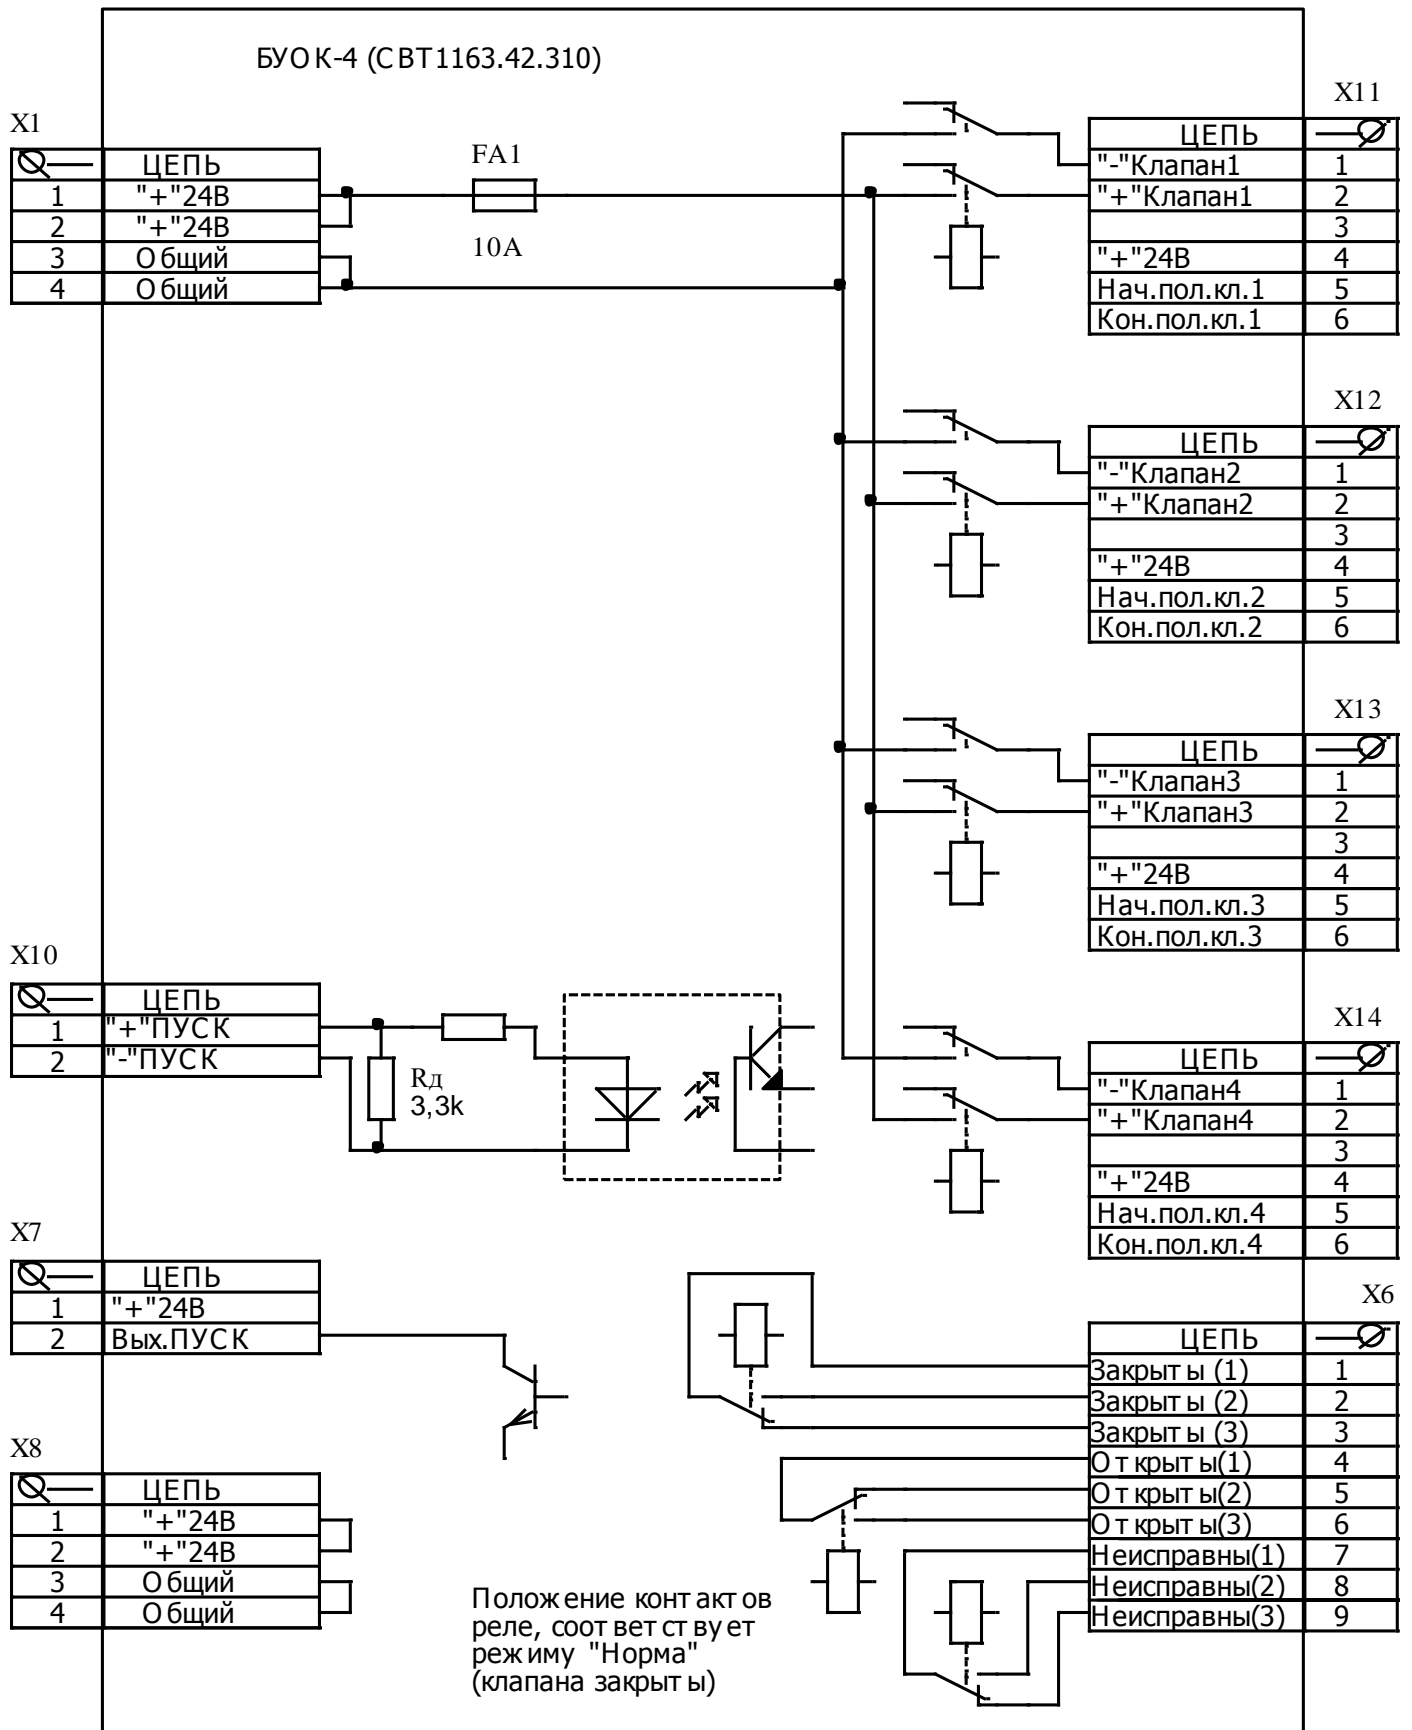 БУОК-4 (СВТ1163.42.310)
X1
ЦЕПЬ
1 "+"24В
2 "+"24В
3 Общий
4 Общий
FA1
10А
X11
ЦЕПЬ
"-"Клапан1 1
"+"Клапан1 2
3
"+"24В 4
Нач.пол.кл.1 5
Кон.пол.кл.1 6
X12
ЦЕПЬ
"-"Клапан2 1
"+"Клапан2 2
3
"+"24В 4
Нач.пол.кл.2 5
Кон.пол.кл.2 6
X13
ЦЕПЬ
"-"Клапан3 1
"+"Клапан3 2
3
"+"24В 4
Нач.пол.кл.3 5
Кон.пол.кл.3 6
X10
ЦЕПЬ
1 "+"ПУСК
2 "-"ПУСК
Rд
3,3k
X14
ЦЕПЬ
"-"Клапан4 1
"+"Клапан4 2
3
"+"24В 4
Нач.пол.кл.4 5
Кон.пол.кл.4 6
X7
ЦЕПЬ
1 "+"24В
2 Вых.ПУСК
X6
ЦЕПЬ
Закрыты (1) 1
Закрыты (2) 2
Закрыты (3) 3
Открыты(1) 4
Открыты(2) 5
Открыты(3) 6
Неисправны(1) 7
Неисправны(2) 8
Неисправны(3) 9
X8
ЦЕПЬ
1 "+"24В
2 "+"24В
3 Общий
4 Общий
Положение контактов
реле, соответствует
режиму "Норма"
(клапана закрыты)